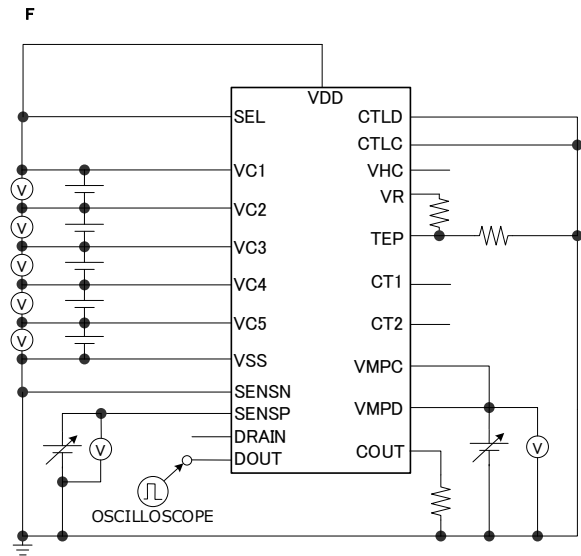 F
VDD
SEL
VC1
VC2
VC3
VC4
VC5
VSS
SENSN
SENSP
DRAIN
DOUT
CTLD
CTLC
VHC
VR
TEP
CT1
CT2
VMPC
VMPD
COUT
V
V
V
V
V
V
V
OSCILLOSCOPE